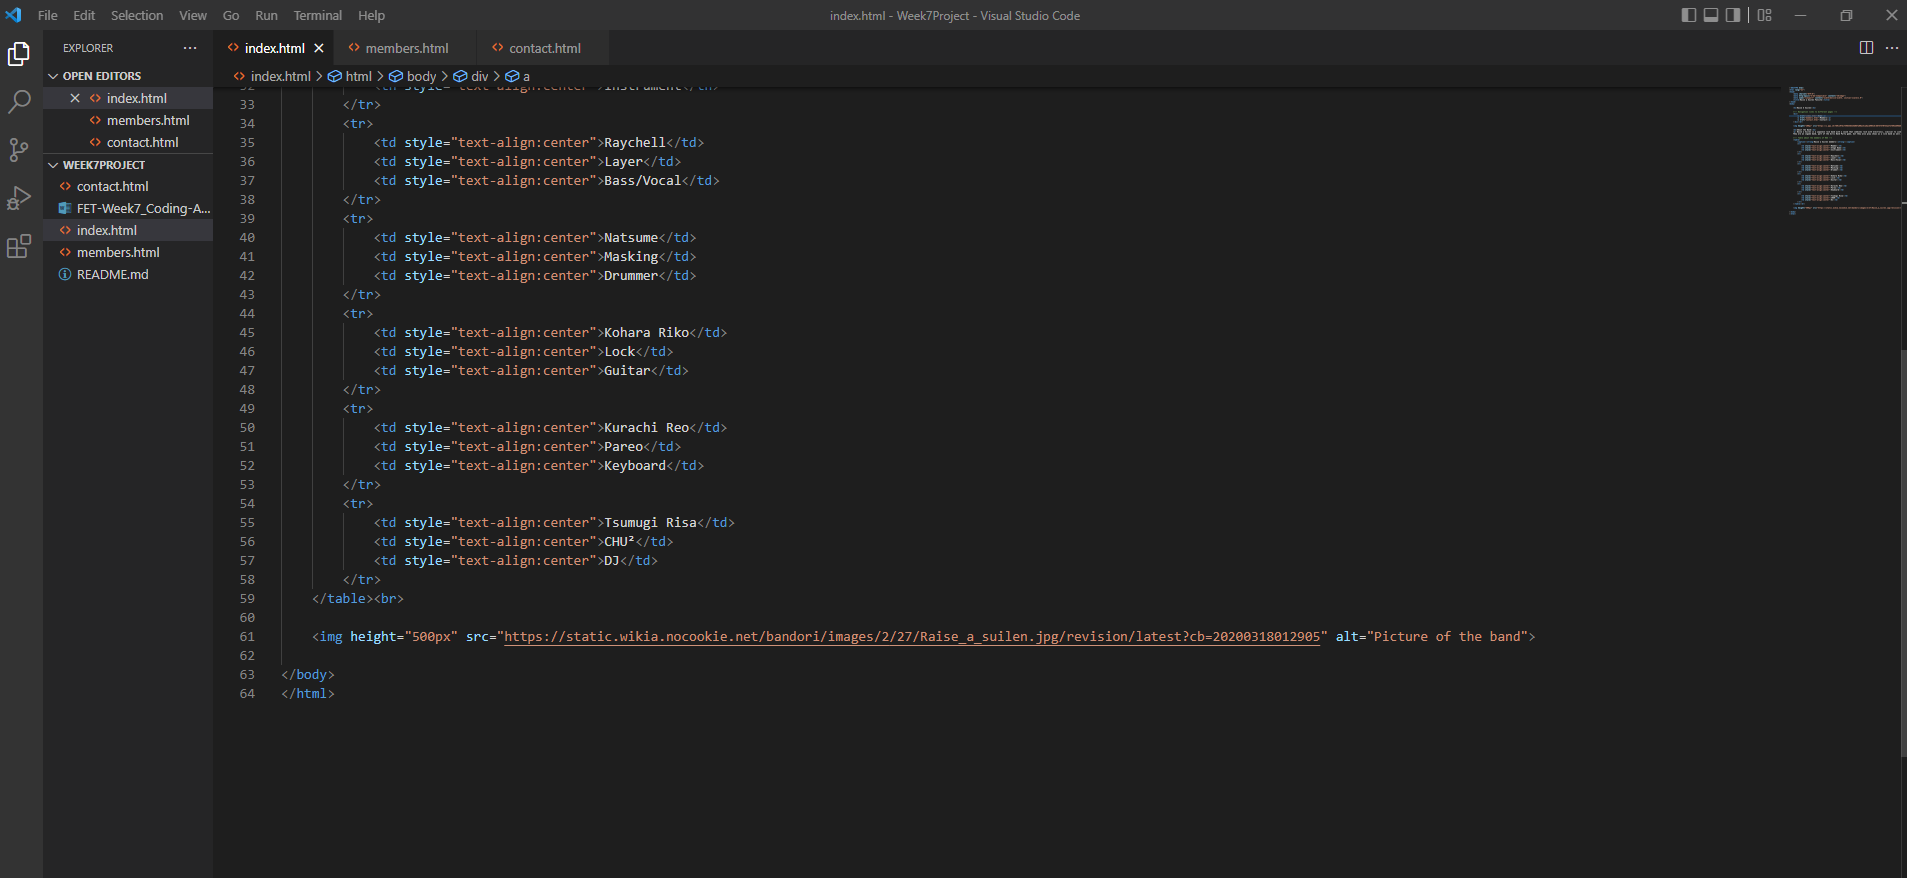 File Edit Selection View Go Run Terminal Help
index.html - Week7Project - Visual Studio Code
EXPLORER
OPEN EDITORS
index.html
members.html
contact.html
WEEK7PROJECT
contact.html
FET-Week7_Coding-A...
index.html
members.html
README.md
index.html members.html contact.html
index.html > html > body > div > a
32 <th style="text-align:center">Instrument</th>
33 </tr>
34 <tr>
35 <td style="text-align:center">Raychell</td>
36 <td style="text-align:center">Layer</td>
37 <td style="text-align:center">Bass/Vocal</td>
38 </tr>
39 <tr>
40 <td style="text-align:center">Natsume</td>
41 <td style="text-align:center">Masking</td>
42 <td style="text-align:center">Drummer</td>
43 </tr>
44 <tr>
45 <td style="text-align:center">Kohara Riko</td>
46 <td style="text-align:center">Lock</td>
47 <td style="text-align:center">Guitar</td>
48 </tr>
49 <tr>
50 <td style="text-align:center">Kurachi Reo</td>
51 <td style="text-align:center">Pareo</td>
52 <td style="text-align:center">Keyboard</td>
53 </tr>
54 <tr>
55 <td style="text-align:center">Tsumugi Risa</td>
56 <td style="text-align:center">CHU²</td>
57 <td style="text-align:center">DJ</td>
58 </tr>
59 </table><br>
60
61 <img height="500px" src="https://static.wikia.nocookie.net/bandori/images/2/27/Raise_a_suilen.jpg/revision/latest?cb=20200318012905" alt="Picture of the band">
62
63 </body>
64 </html>